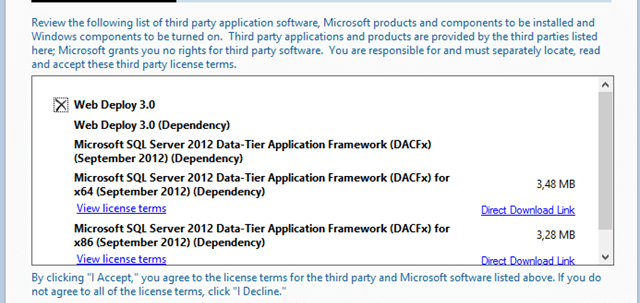 Review the following list of third party application software, Microsoft products and components to be installed and
Windows components to be turned on.  Third party applications and products are provided by the third parties listed
here; Microsoft grants you no rights for third party software.  You are responsible for and must separately locate, read
and accept these third party license terms.
Web Deploy 3.0
Web Deploy 3.0 (Dependency)
Microsoft SQL Server 2012 Data-Tier Application Framework (DACFx)
(September 2012) (Dependency)
Microsoft SQL Server 2012 Data-Tier Application Framework (DACFx) for
x64 (September 2012) (Dependency)
3,48 MB
View license terms
Direct Download Link
Microsoft SQL Server 2012 Data-Tier Application Framework (DACFx) for
x86 (September 2012) (Dependency)
3,28 MB
View license terms
Direct Download Link
By clicking "I Accept," you agree to the license terms for the third party and Microsoft software listed above. If you do
not agree to all of the license terms, click "I Decline."